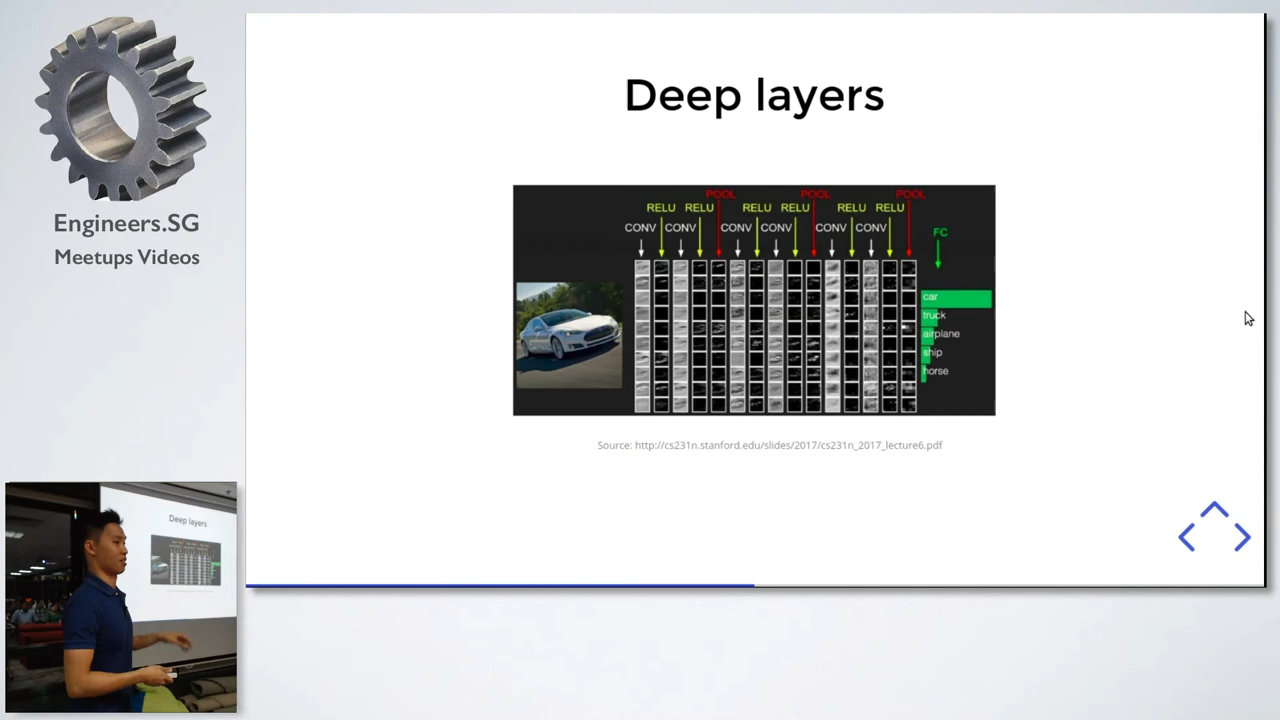 Engineers.SG
Meetups Videos
Deep layers
POOL POOL POOL
RELU RELU RELU RELU RELU RELU
CONV CONV CONV CONV CONV CONV
FC
car
truck
airplane
ship
horse
Source: http://cs231n.stanford.edu/slides/2017/cs231n_2017_lecture6.pdf
Deep layers